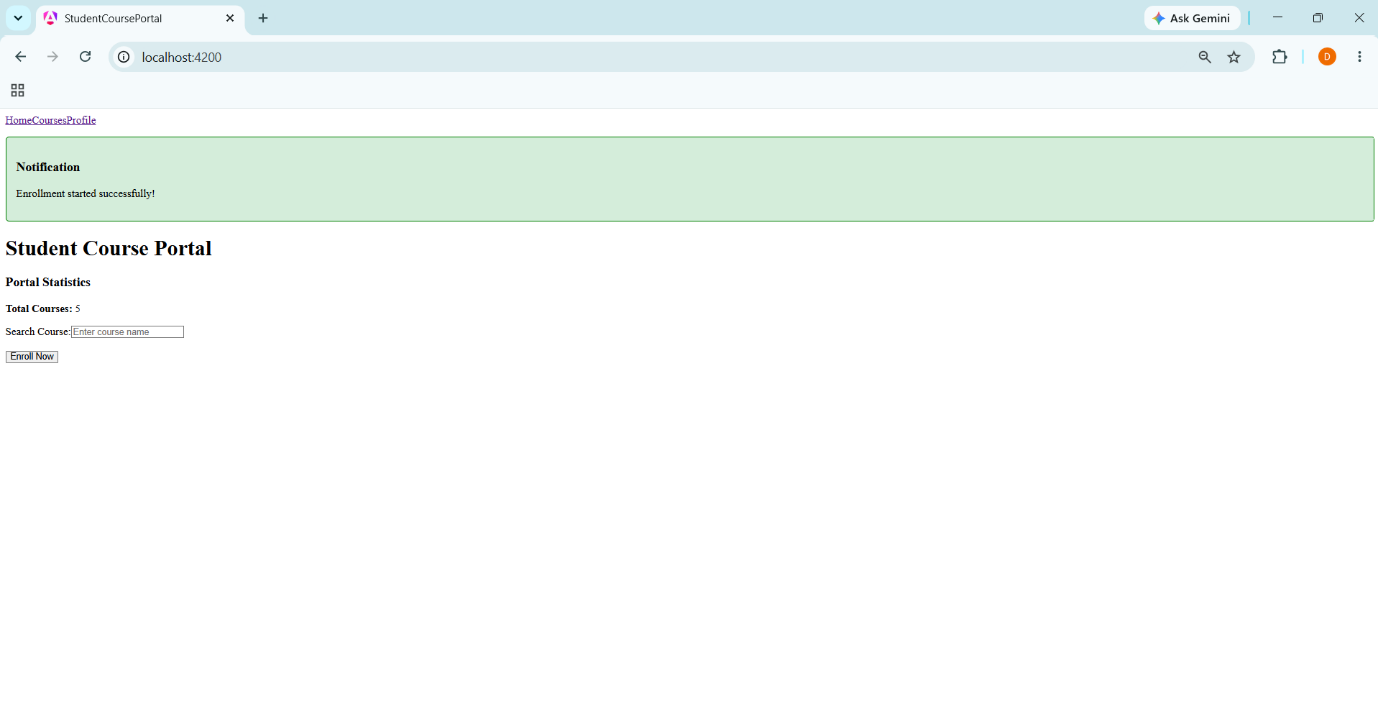 StudentCoursePortal
Ask Gemini
localhost:4200
D
HomeCoursesProfile
Notification
Enrollment started successfully!
Student Course Portal
Portal Statistics
Total Courses: 5
Search Course:Enter course name
Enroll Now